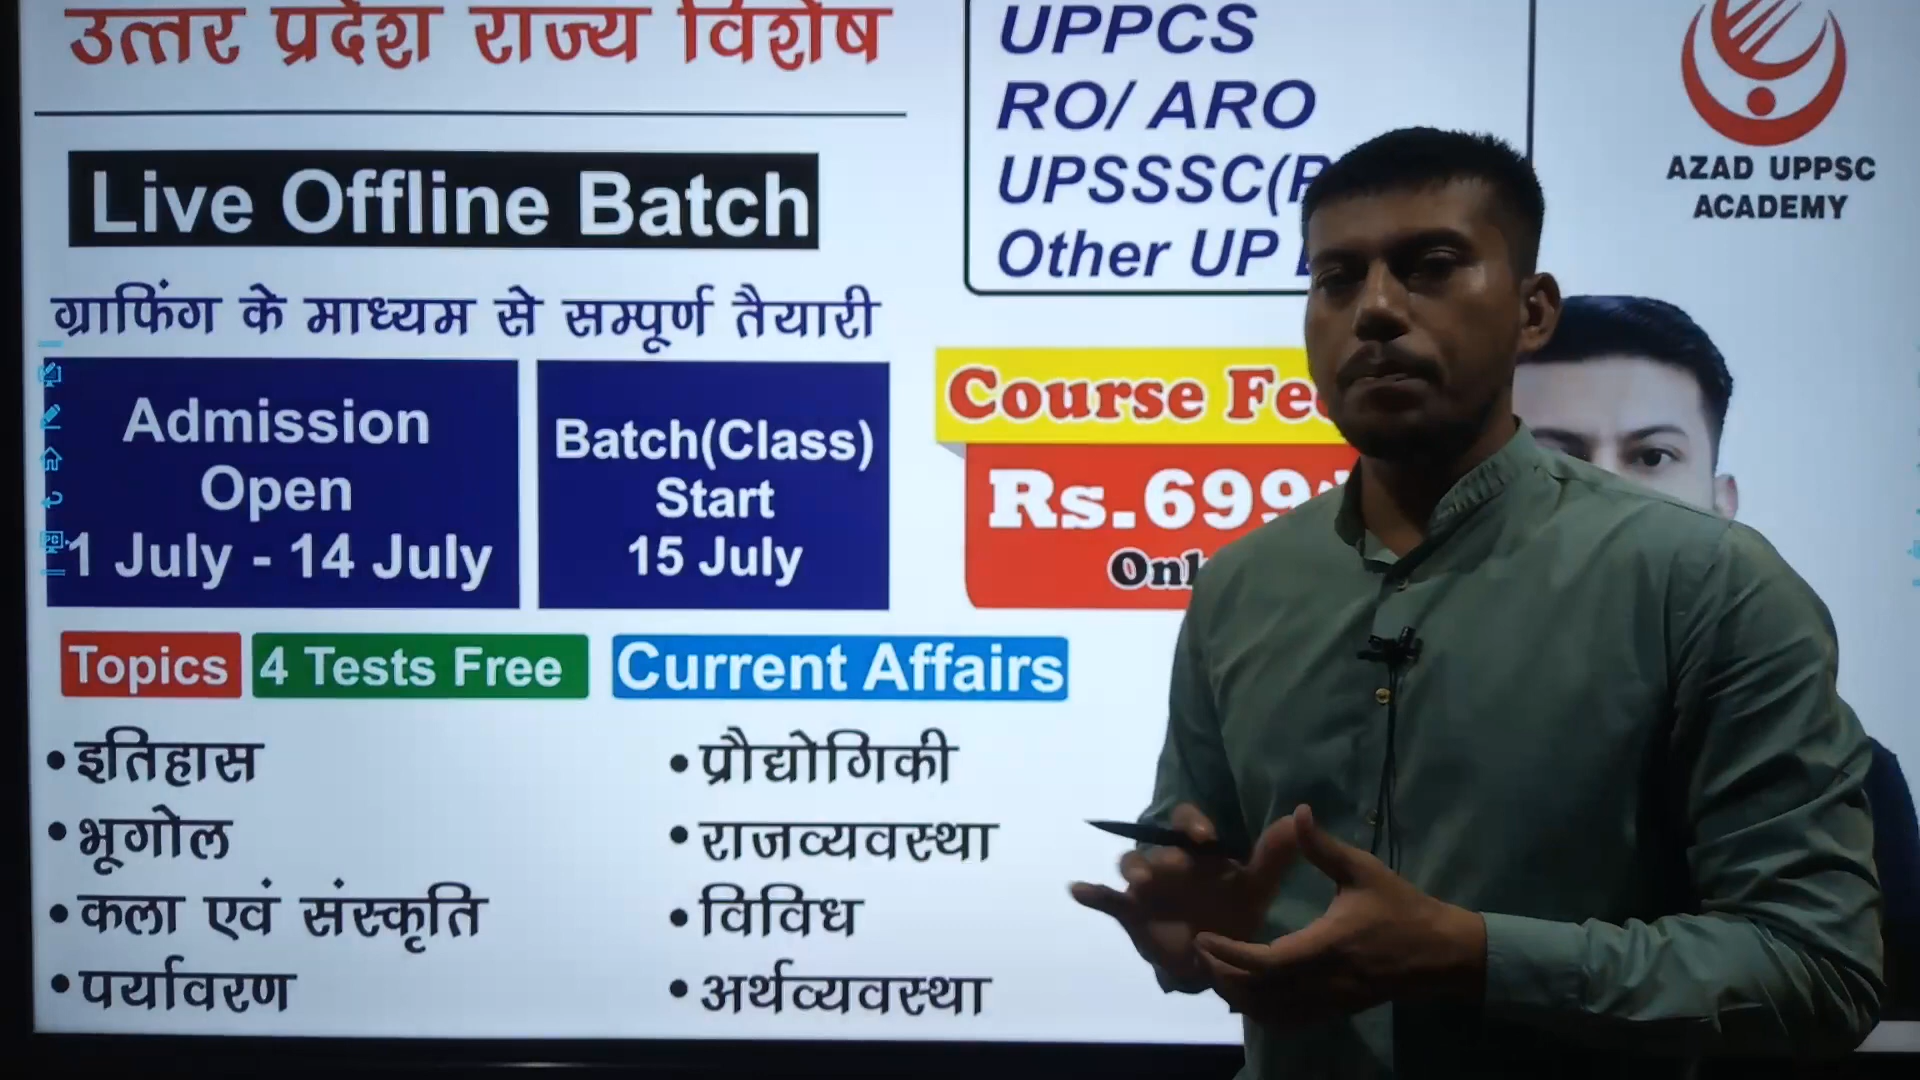 उत्तर प्रदेश राज्य विशेष
Live Offline Batch
ग्राफिंग के माध्यम से सम्पूर्ण तैयारी
Admission
Open
1 July - 14 July
Batch(Class)
Start
15 July
Topics
4 Tests Free
Current Affairs
• इतिहास
• भूगोल
• कला एवं संस्कृति
• पर्यावरण
• प्रौद्योगिकी
• राजव्यवस्था
• विविध
• अर्थव्यवस्था
UPPCS
RO/ ARO
UPSSSC(P
Other UP
Course Fe
Rs.699
AZAD UPPSC
ACADEMY